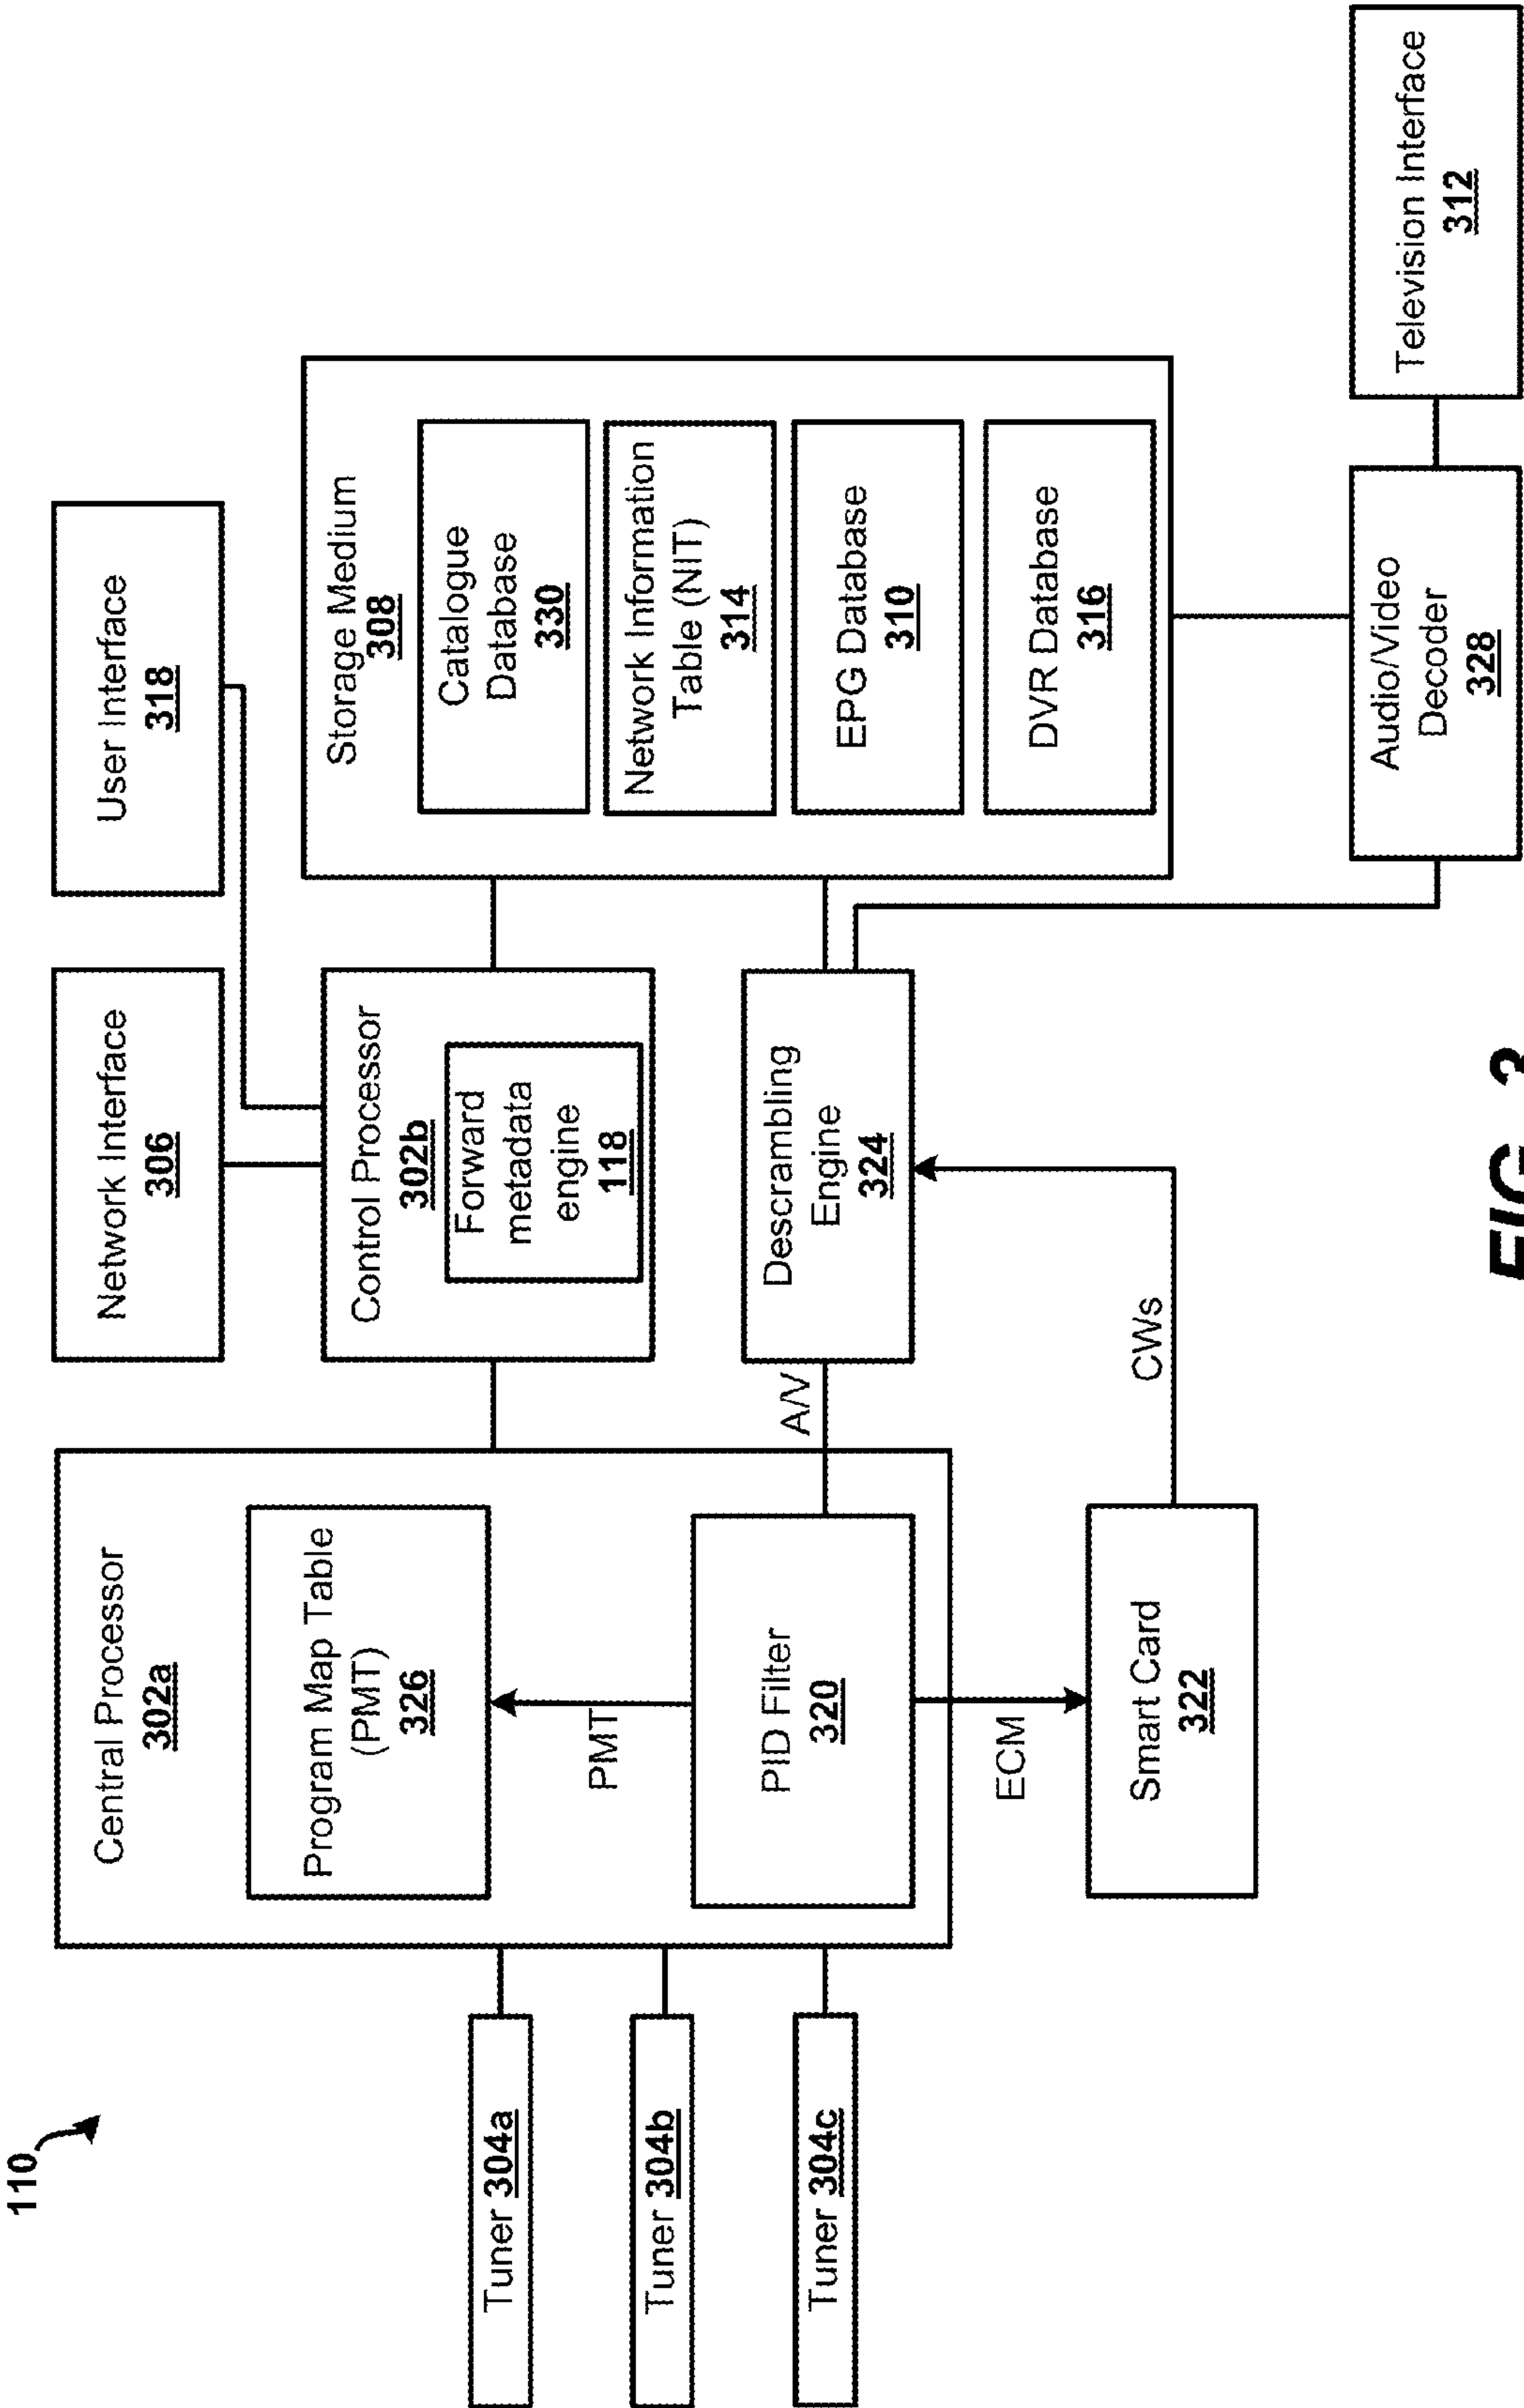 110
Tuner 304a
Tuner 304b
Tuner 304c
Central Processor
302a
Program Map Table
(PMT)
326
PMT
PID Filter
320
ECM
A/V
Smart Card
322
CWs
Network Interface
306
User Interface
318
Control Processor
302b
Forward
metadata
engine
118
Descrambling
Engine
324
Storage Medium
308
Catalogue
Database
330
Network Information
Table (NIT)
314
EPG Database
310
DVR Database
316
Audio/Video
Decoder
328
Television Interface
312
FIG. 3